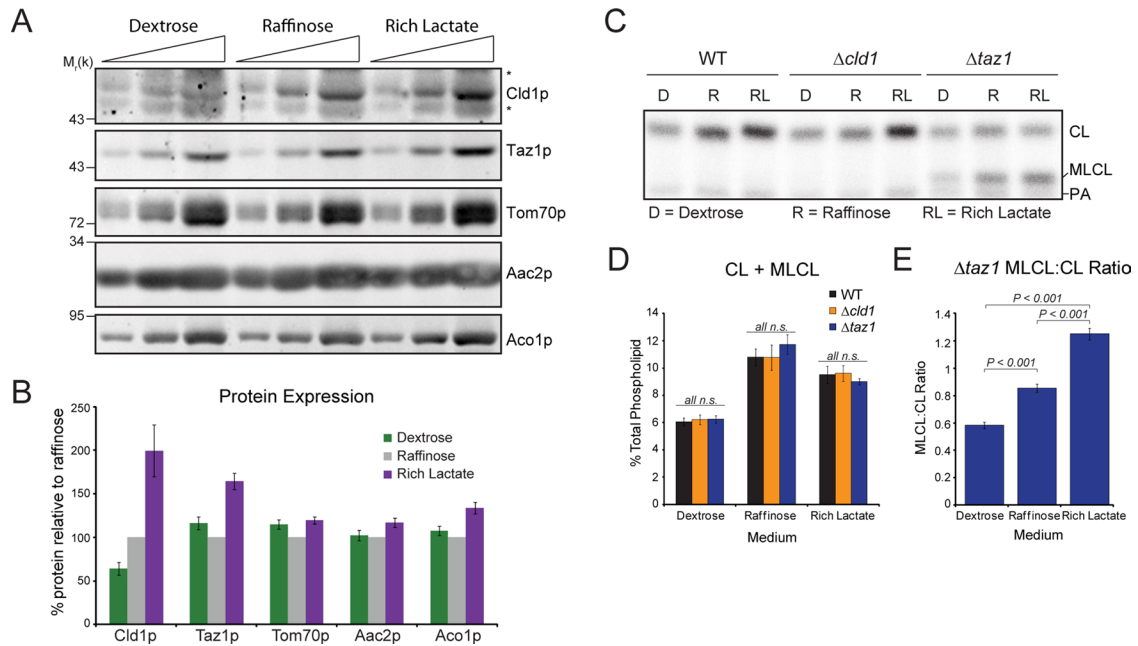 A
Dextrose Raffinose Rich Lactate
Mr(k)
*
Cld1p
*
43
Taz1p
43
Tom70p
72
34
Aac2p
95
Aco1p
B
Protein Expression
% protein relative to raffinose
250
200
150
100
50
0
Dextrose
Raffinose
Rich Lactate
Cld1p Taz1p Tom70p Aac2p Aco1p
C
WT Δcld1 Δtaz1
D R RL D R RL D R RL
CL
MLCL
PA
D = Dextrose R = Raffinose RL = Rich Lactate
D
CL + MLCL
WT
Δcld1
Δtaz1
% Total Phospholipid
14
12
10
8
6
4
2
0
all n.s.
all n.s.
all n.s.
Dextrose Raffinose Rich Lactate
Medium
E
Δtaz1 MLCL:CL Ratio
MLCL:CL Ratio
1.4
1.2
1
0.8
0.6
0.4
0.2
0
P < 0.001
P < 0.001
P < 0.001
Dextrose Raffinose Rich Lactate
Medium